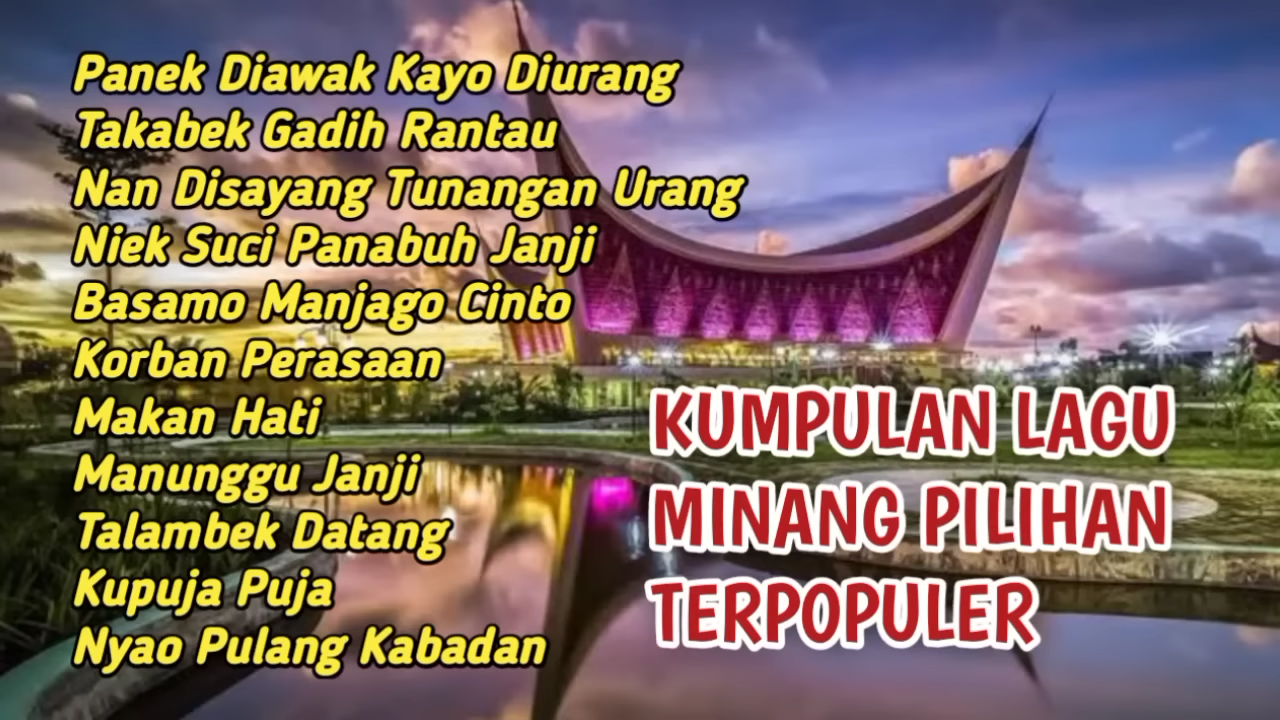 Panek Diawak Kayo Diurang
Takabek Gadih Rantau
Nan Disayang Tunangan Urang
Niek Suci Panabuh Janji
Basamo Manjago Cinto
Korban Perasaan
Makan Hati
Manunggu Janji
Talambek Datang
Kupuja Puja
Nyao Pulang Kabadan
KUMPULAN LAGU
MINANG PILIHAN
TERPOPULER